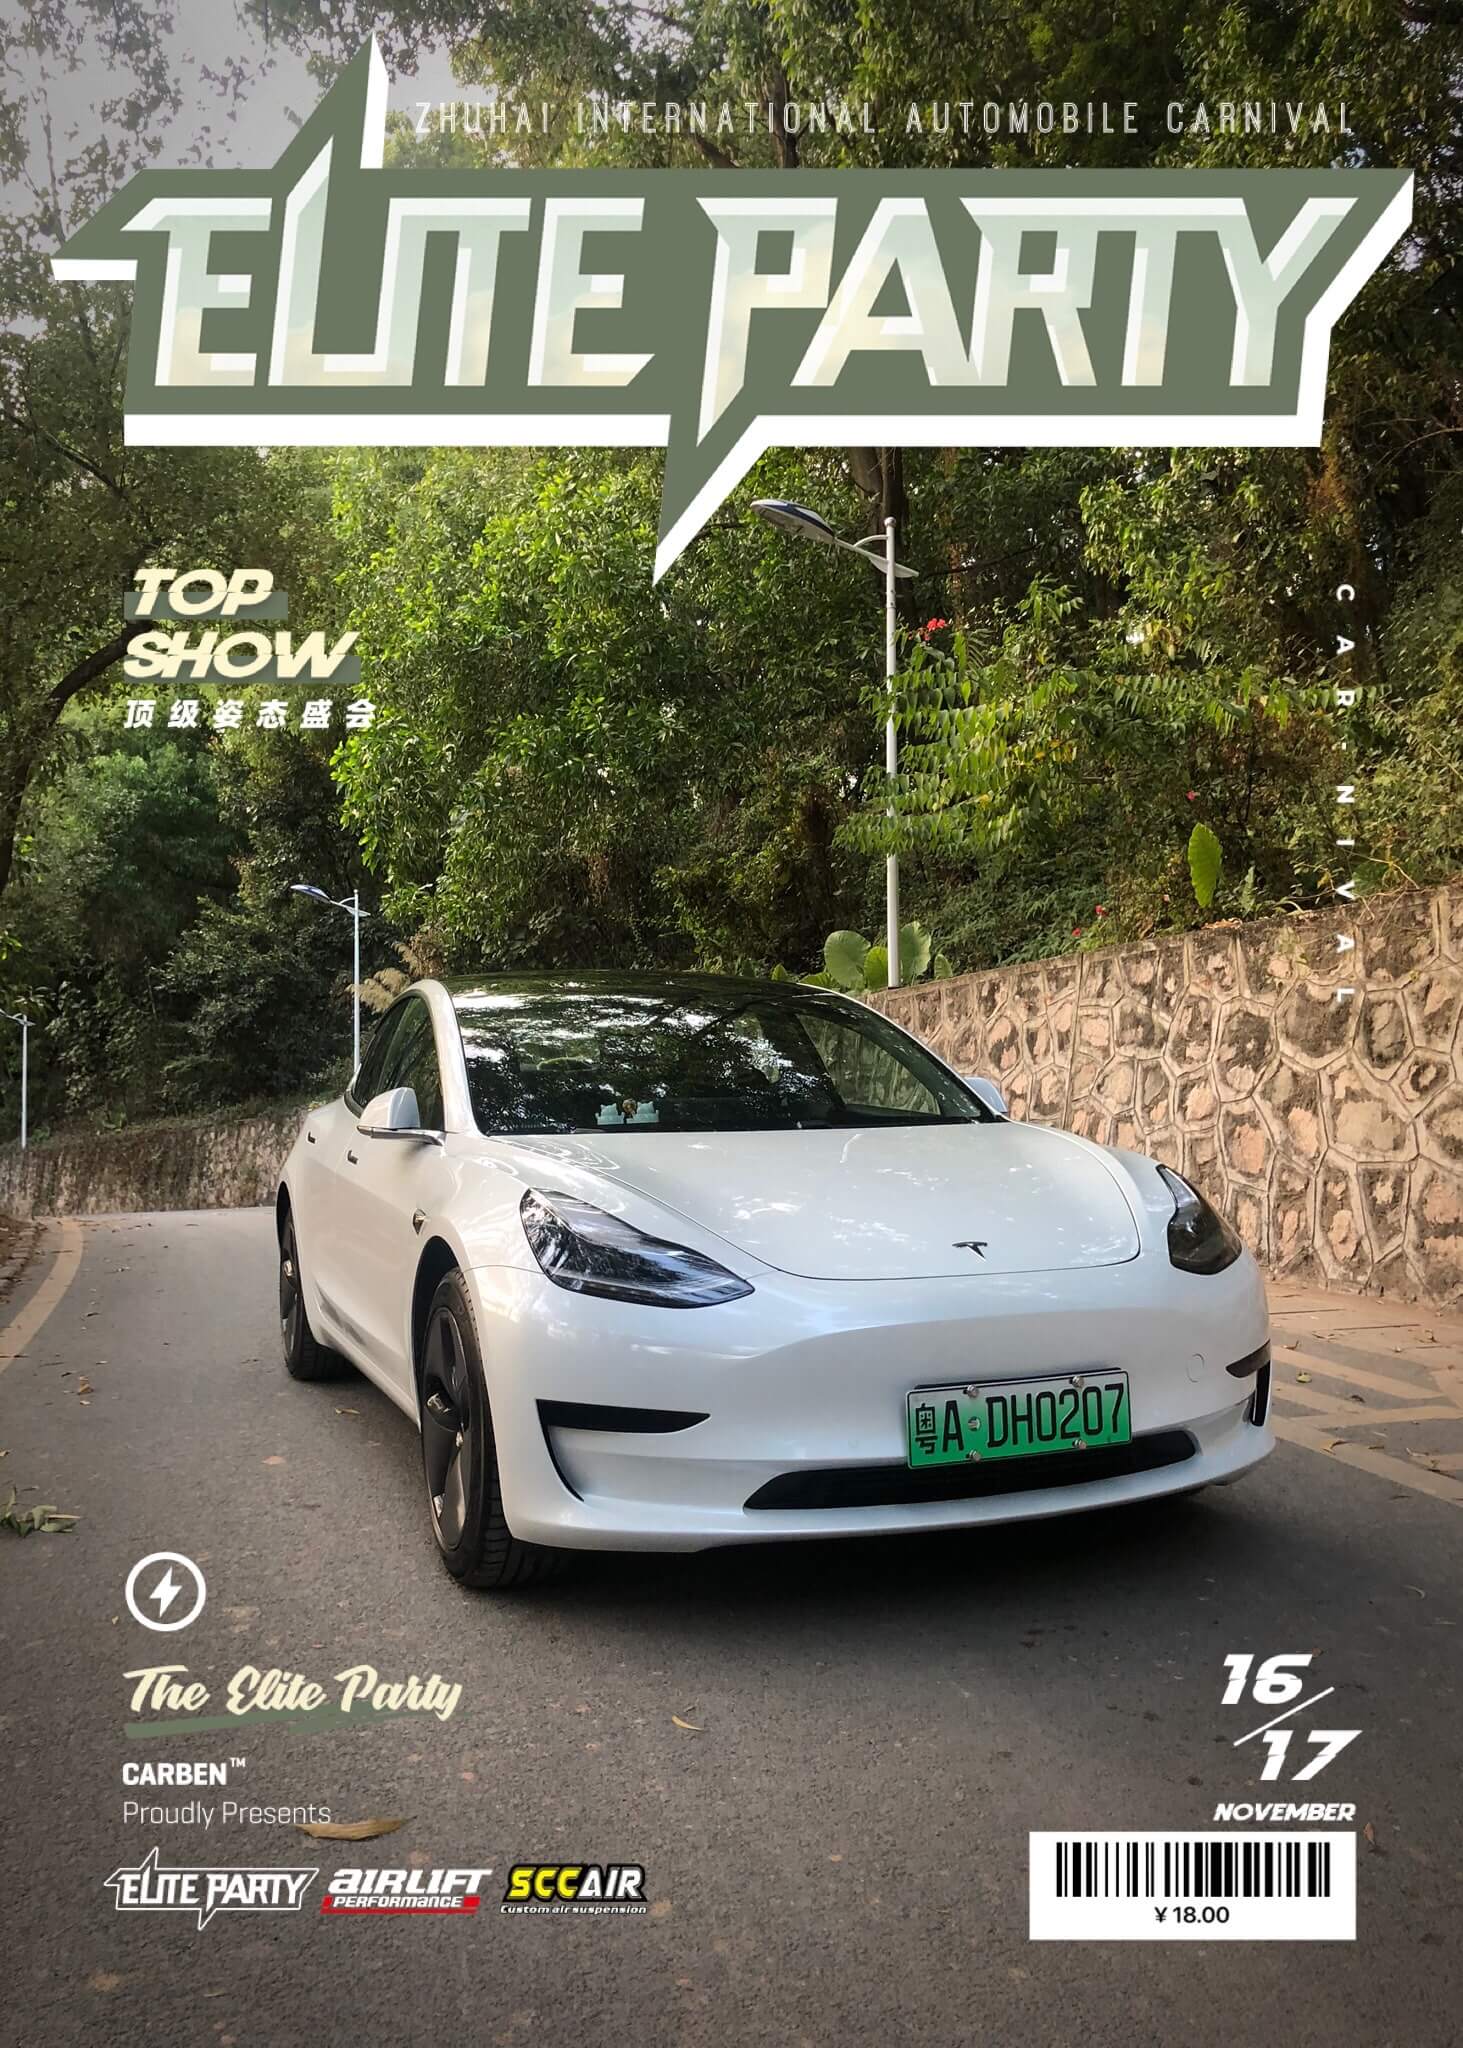 ZHUHAI INTERNATIONAL AUTOMOBILE CARNIVAL
ELITE PARTY
TOP
SHOW
顶级姿态盛会
CARNIVAL
粤A·DH0207
The Elite Party
CARBEN™
Proudly Presents
ELITE PARTY
AIRLIFT
PERFORMANCE
SCCAIR
Custom air suspension
16/
17
NOVEMBER
¥ 18.00